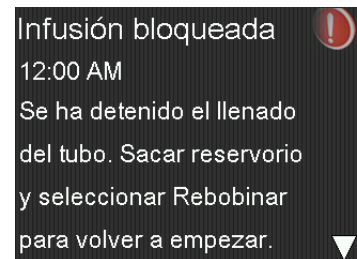 Infusión bloqueada
12:00 AM
Se ha detenido el llenado
del tubo. Sacar reservorio
y seleccionar Rebobinar
para volver a empezar.